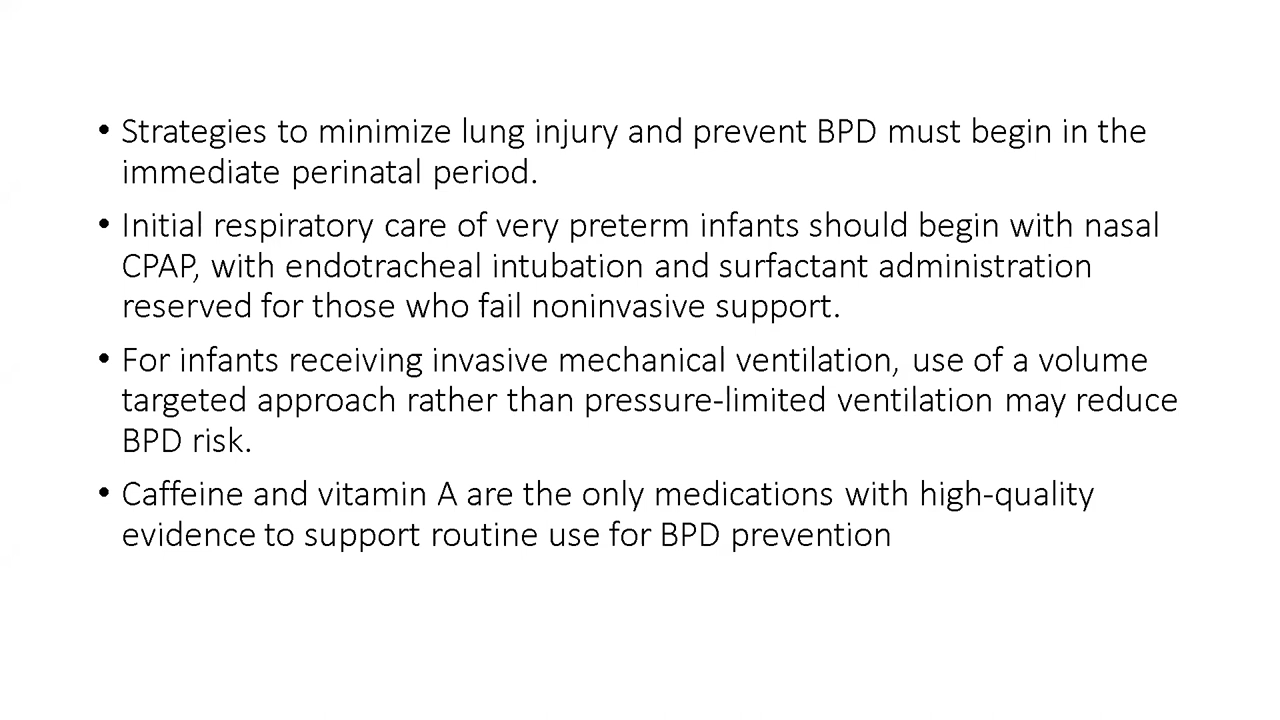 • Strategies to minimize lung injury and prevent BPD must begin in the
immediate perinatal period.
• Initial respiratory care of very preterm infants should begin with nasal
CPAP, with endotracheal intubation and surfactant administration
reserved for those who fail noninvasive support.
• For infants receiving invasive mechanical ventilation, use of a volume
targeted approach rather than pressure-limited ventilation may reduce
BPD risk.
• Caffeine and vitamin A are the only medications with high-quality
evidence to support routine use for BPD prevention